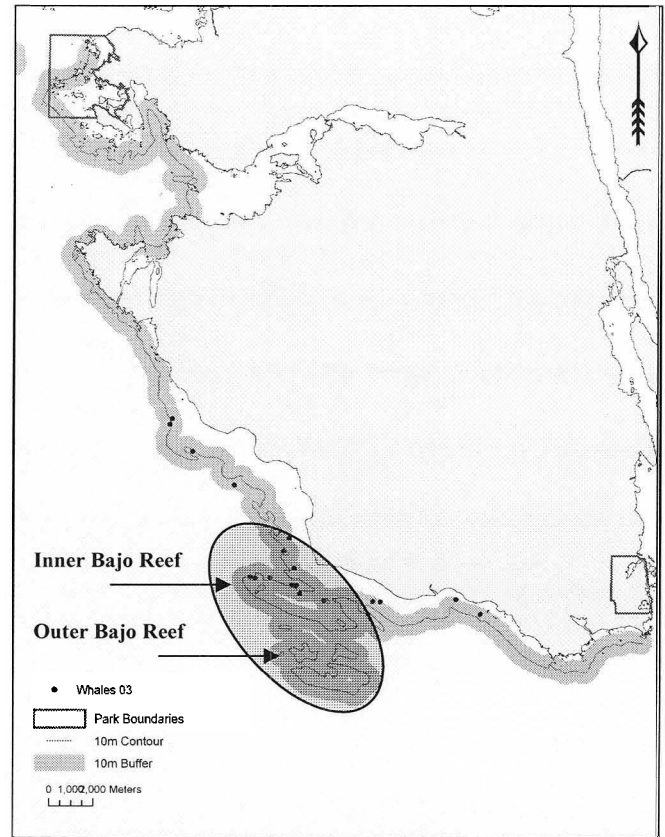 Inner Bajo Reef
Outer Bajo Reef
Whales 03
Park Boundaries
10m Contour
10m Buffer
0 1,000 2,000 Meters